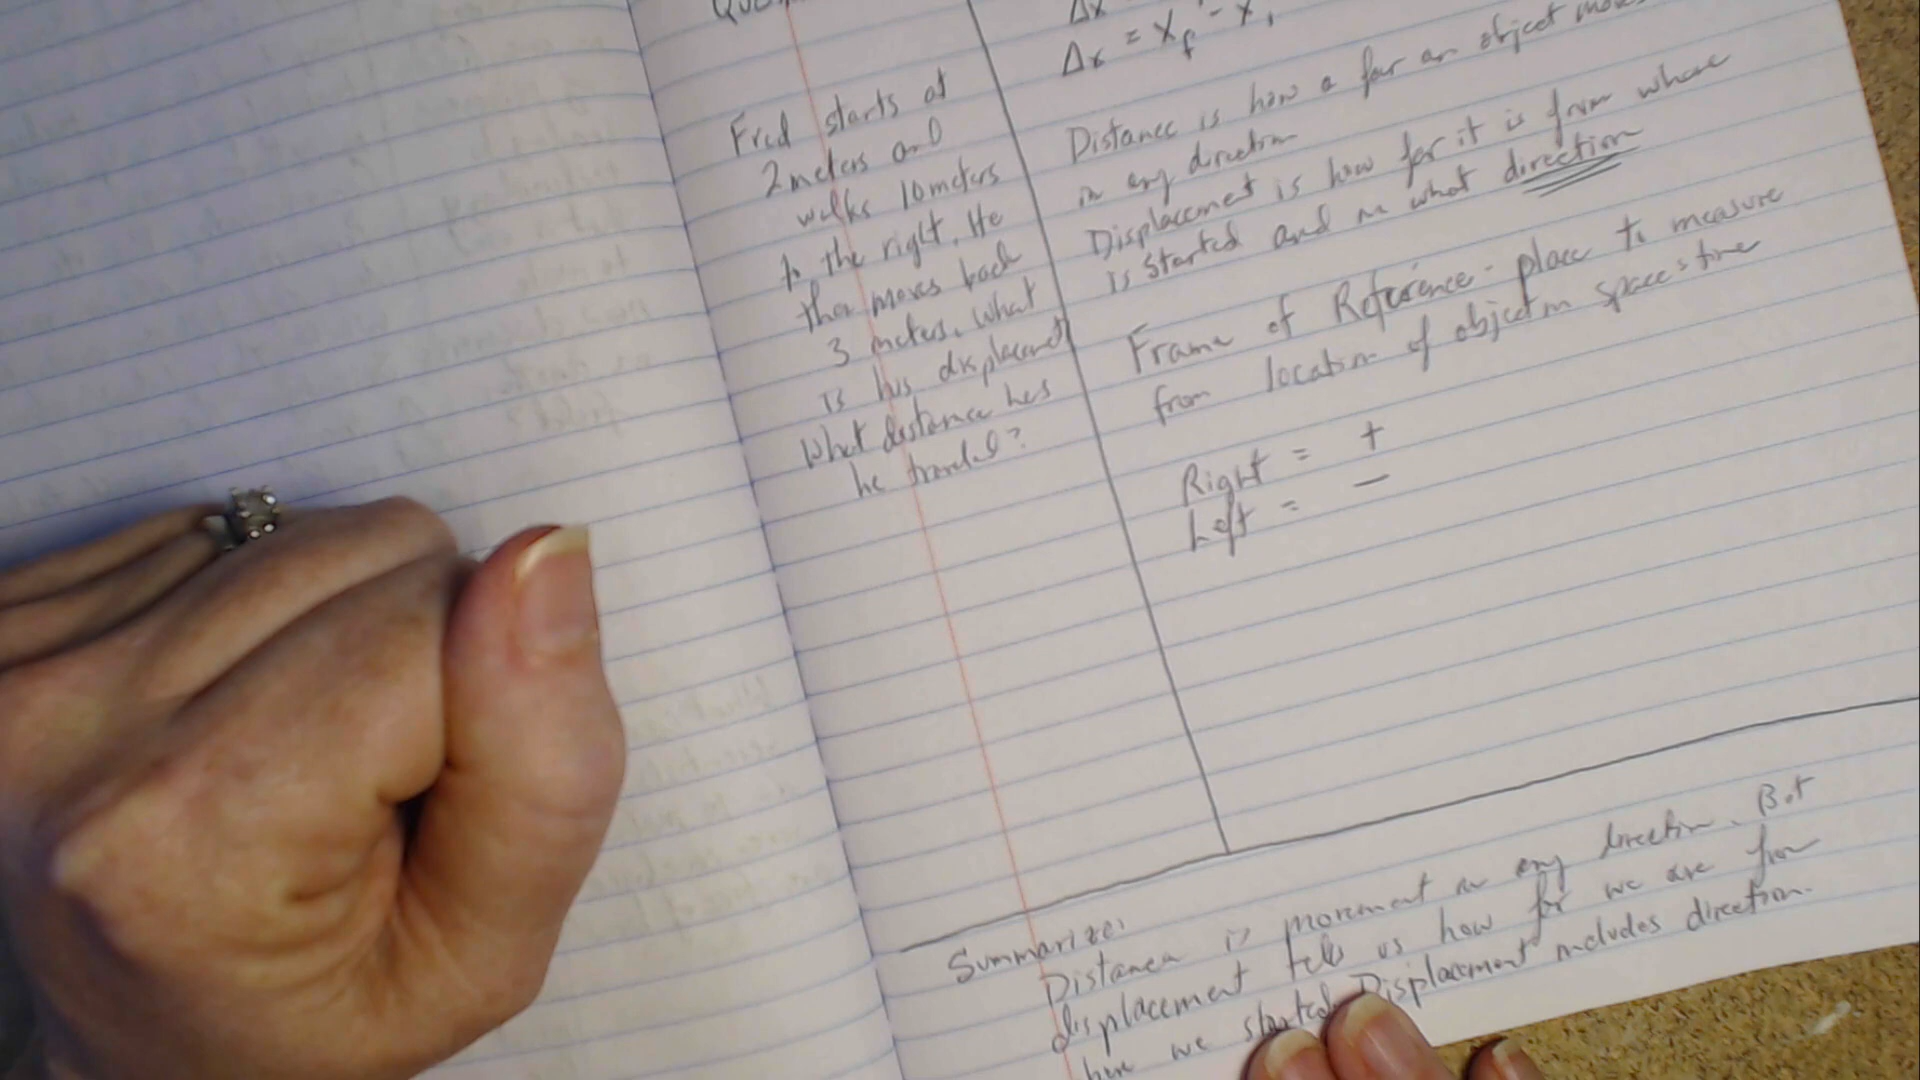 Fred starts at
2 meters and
walks 10 meters
to the right. He
then moves back
3 meters. What
is his displacement
What distance has
he traveled?
Δx
Δx = x f - x i
Distance is how a far an object moves
in any direction
Displacement is how far it is from where
is started and in what direction
Frame of Reference - place to measure
from location of object in space & time
Right = +
Left = -
Summarize:
Distance is movement in any direction. But
displacement tells us how far we are from
here we started. Displacement includes direction.